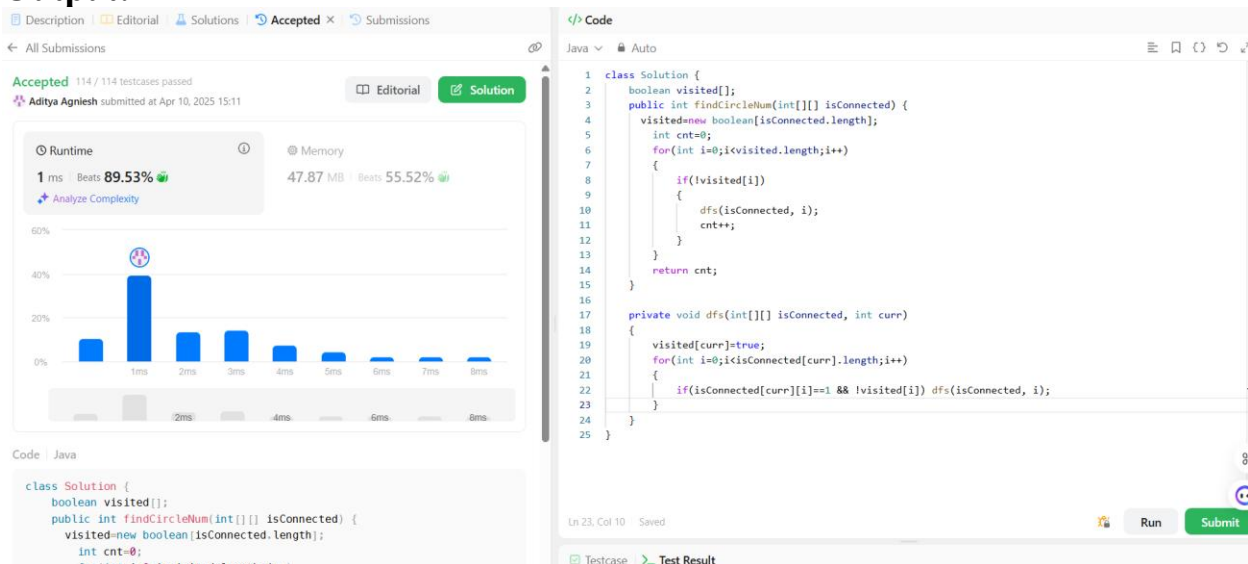 Description | Editorial | Solutions | Accepted × | Submissions
← All Submissions
Accepted 114 / 114 testcases passed
Aditya Agniesh submitted at Apr 10, 2025 15:11
Editorial
Solution
Runtime
1 ms | Beats 89.53%
Analyze Complexity
Memory
47.87 MB | Beats 55.52%
60%
40%
20%
0%
1ms 2ms 3ms 4ms 5ms 6ms 7ms 8ms
2ms 4ms 6ms 8ms
Code | Java
class Solution {
boolean visited[];
public int findCircleNum(int[][] isConnected) {
visited=new boolean[isConnected.length];
int cnt=0;
</> Code
Java Auto
1 class Solution {
2 boolean visited[];
3 public int findCircleNum(int[][] isConnected) {
4 visited=new boolean[isConnected.length];
5 int cnt=0;
6 for(int i=0;i<visited.length;i++)
7 {
8 if(!visited[i])
9 {
10 dfs(isConnected, i);
11 cnt++;
12 }
13 }
14 return cnt;
15 }
16
17 private void dfs(int[][] isConnected, int curr)
18 {
19 visited[curr]=true;
20 for(int i=0;i<isConnected[curr].length;i++)
21 {
22 if(isConnected[curr][i]==1 && !visited[i]) dfs(isConnected, i);
23 }
24 }
25 }
Ln 23, Col 10 | Saved
Run
Submit
Testcase | >_ Test Result